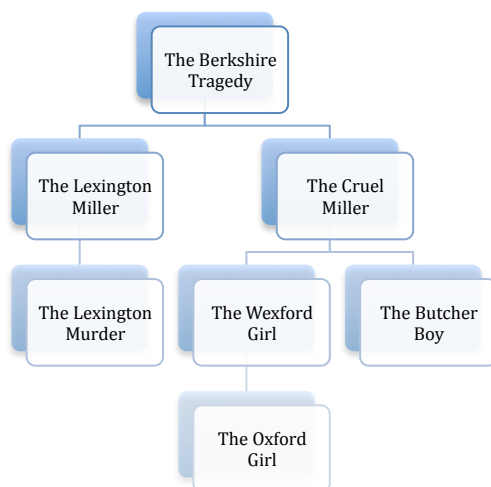 The Berkshire
Tragedy
The Lexington
Miller
The Cruel
Miller
The Lexington
Murder
The Wexford
Girl
The Butcher
Boy
The Oxford
Girl